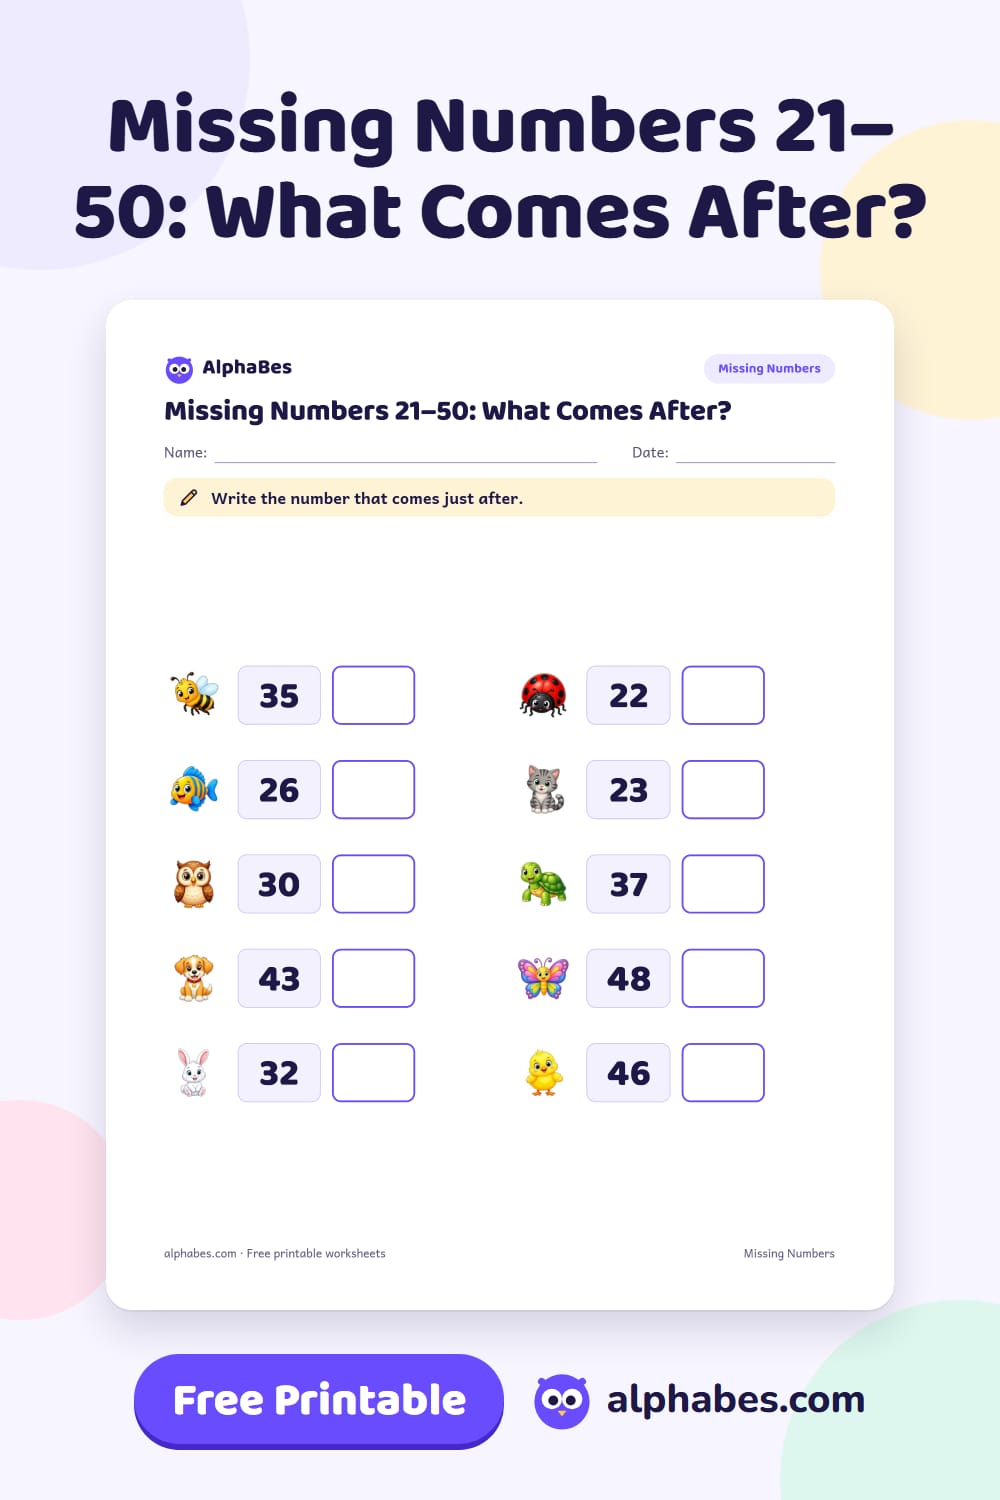 Missing Numbers 21–
50: What Comes After?
AlphaBes
Missing Numbers
Missing Numbers 21–50: What Comes After?
Name:
Date:
Write the number that comes just after.
35
22
26
23
30
37
43
48
32
46
alphabes.com · Free printable worksheets
Missing Numbers
Free Printable
alphabes.com